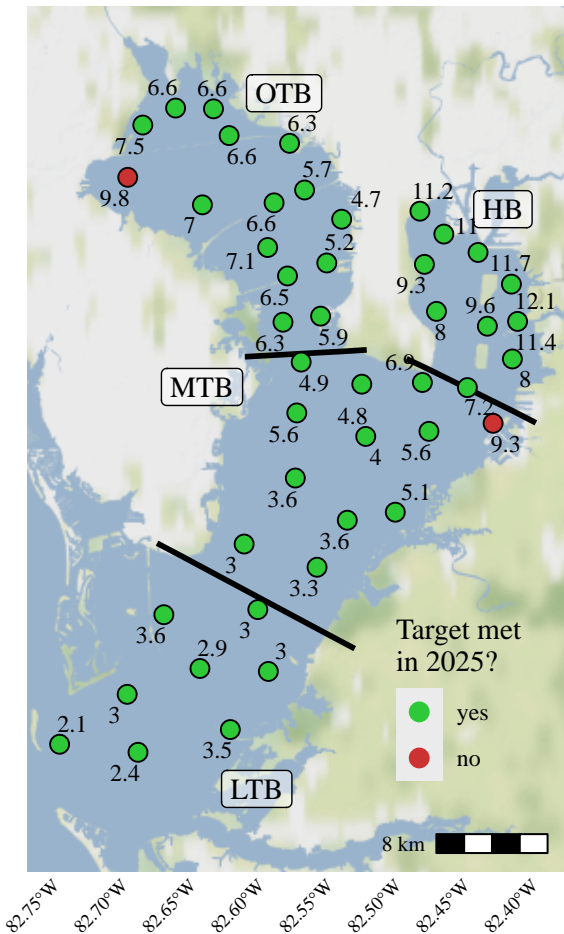 6.6
6.6
OTB
7.5
6.6
6.3
9.8
5.7
11.2
HB
7
6.6
4.7
11
7.1
5.2
9.3
11.7
6.5
12.1
8
9.6
6.3
5.9
11.4
MTB
4.9
6.9
8
4.8
7.2
5.6
4
5.6
9.3
3.6
5.1
3.6
3
3.3
3.6
3
Target met
in 2025?
2.9
3
3
yes
2.1
no
2.4
3.5
LTB
8 km
82.75°W
82.70°W
82.65°W
82.60°W
82.55°W
82.50°W
82.45°W
82.40°W